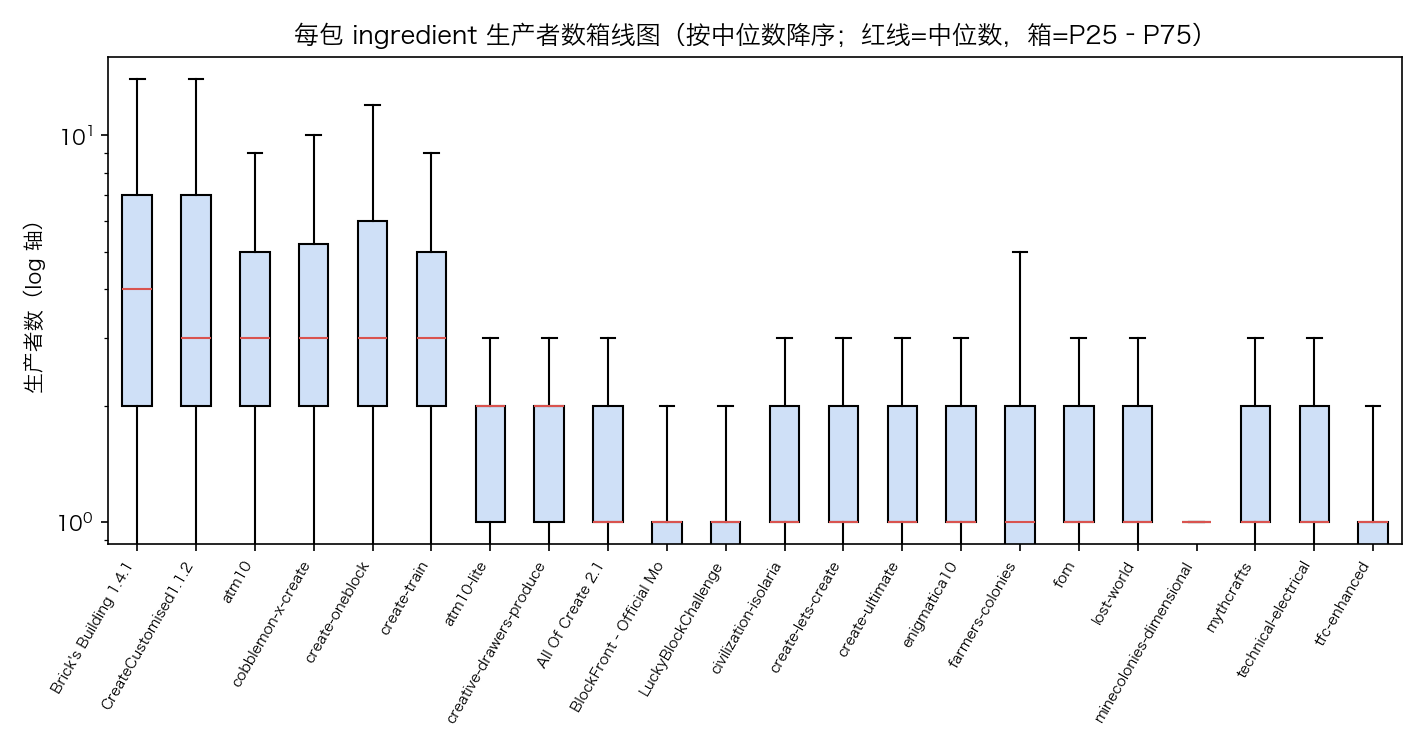 每包 ingredient 生产者数箱线图（按中位数降序；红线=中位数，箱=P25 - P75）
生产者数（log 轴）
10¹
10⁰
Brick's Building 1.4.1
CreateCustomised1.1.2
atm10
cobblemon-x-create
create-oneblock
create-train
atm10-lite
creative-drawers-produce
All Of Create 2.1
BlockFront - Official Mo
LuckyBlockChallenge
civilization-isolaria
create-lets-create
create-ultimate
enigmatica10
farmers-colonies
fom
lost-world
minecolonies-dimensional
mythcrafts
technical-electrical
tfc-enhanced